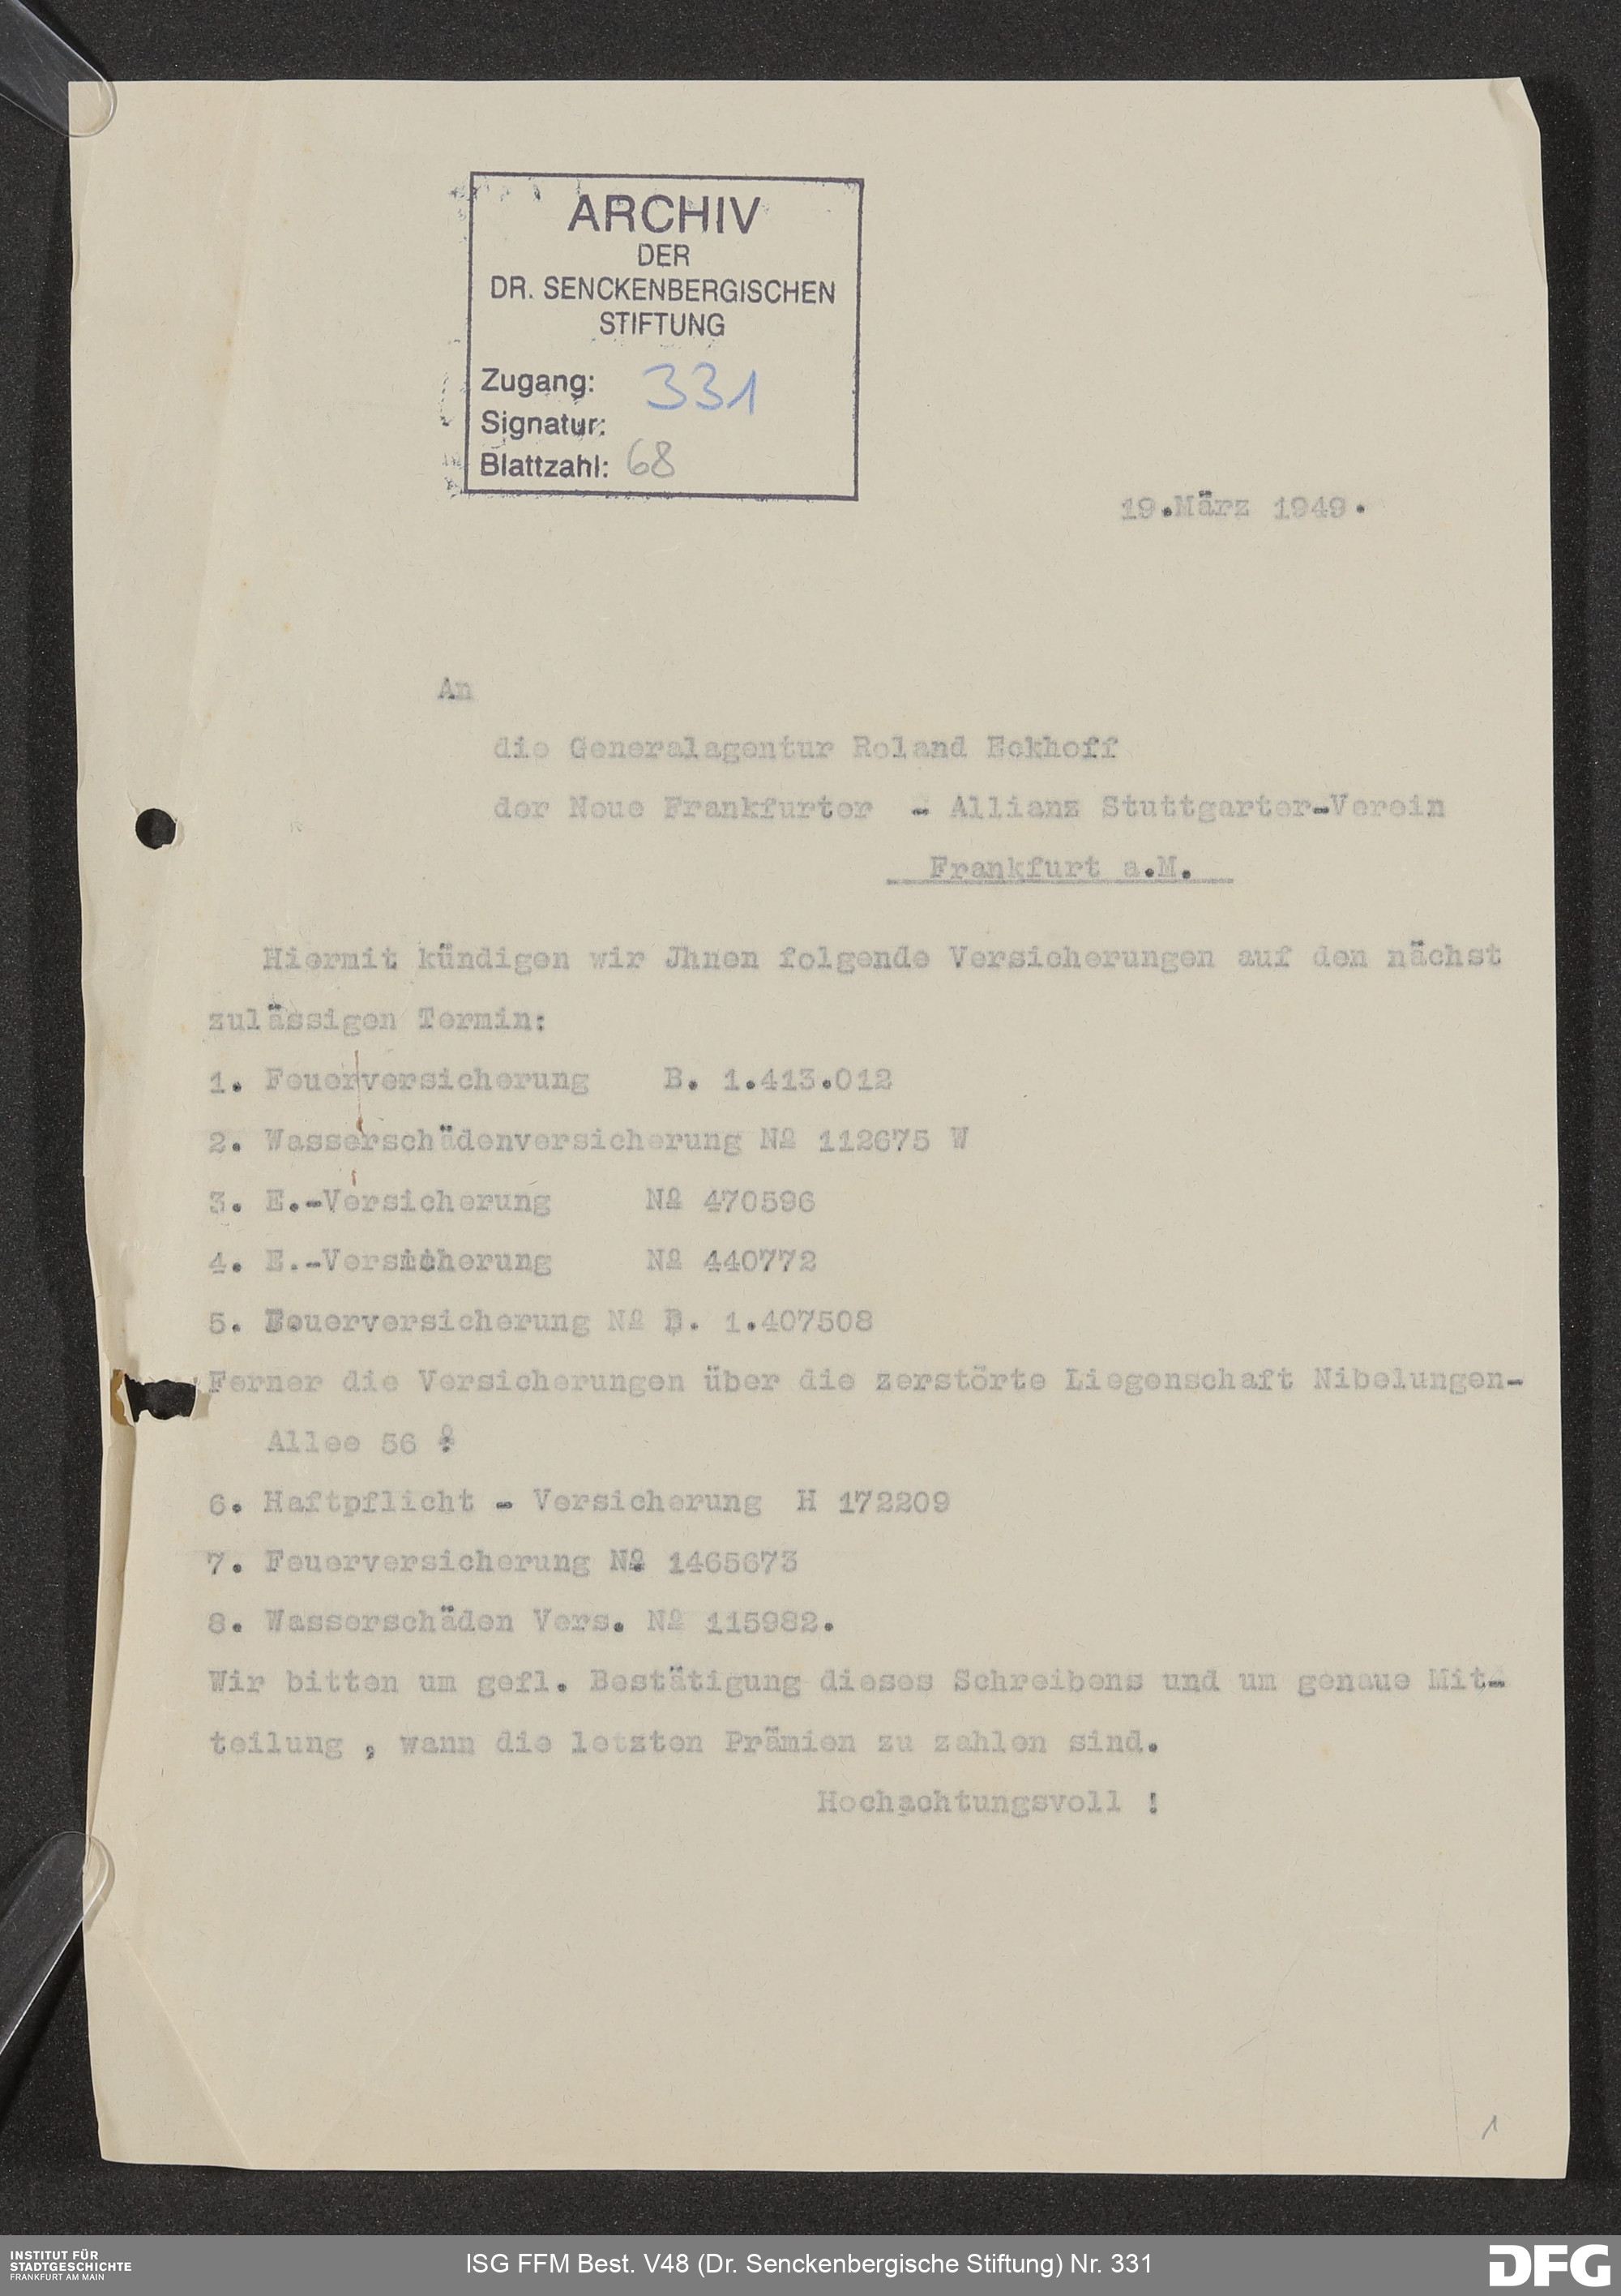 ARCHIV
DER
DR. SENCKENBERGISCHEN
STIFTUNG
Zugang: 331
Signatur:
Blattzahl: 68
19.März 1949.
An
die Generalagentur Roland Eckhoff
der Neue Frankfurter - Allianz Stuttgarter-Verein
Frankfurt a.M.
Hiermit kündigen wir Jhnen folgende Versicherungen auf den nächst
zulässigen Termin:
1. Feuerversicherung B. 1.413.012
2. Wasserschädenversicherung No 112675 W
3. E.-Versicherung No 470596
4. E.-Versicherung No 440772
5. Feuerversicherung No B. 1.407508
Ferner die Versicherungen über die zerstörte Liegenschaft Nibelungen-
Allee 56 :
6. Haftpflicht - Versicherung H 172209
7. Feuerversicherung No 1465673
8. Wasserschäden Vers. No 115982.
Wir bitten um gefl. Bestätigung dieses Schreibens und um genaue Mit-
teilung , wann die letzten Prämien zu zahlen sind.
Hochachtungsvoll !
1
INSTITUT FÜR
STADTGESCHICHTE
FRANKFURT AM MAIN
ISG FFM Best. V48 (Dr. Senckenbergische Stiftung) Nr. 331
DFG